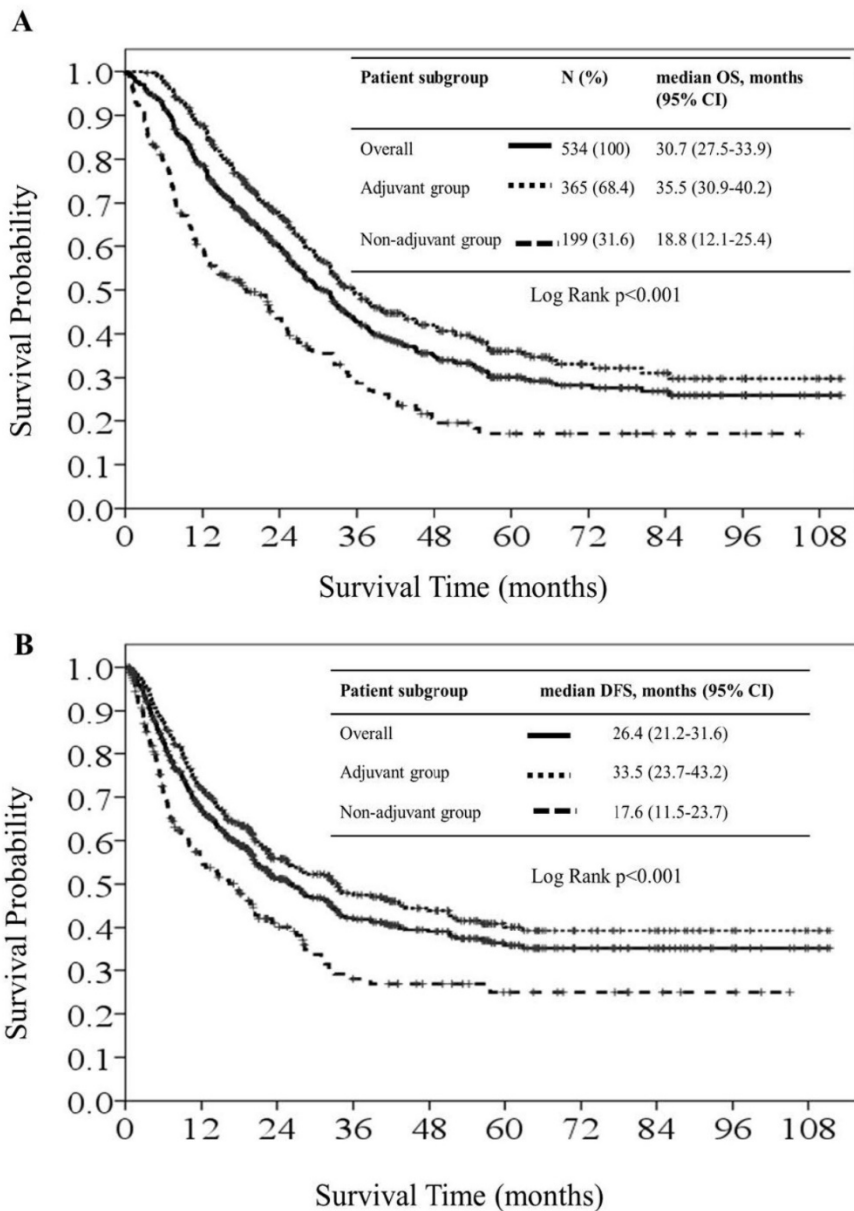 A
Patient subgroup N (%) median OS, months
(95% CI)
Overall 534 (100) 30.7 (27.5-33.9)
Adjuvant group 365 (68.4) 35.5 (30.9-40.2)
Non-adjuvant group 199 (31.6) 18.8 (12.1-25.4)
Log Rank p<0.001
Survival Probability
1.0
0.9
0.8
0.7
0.6
0.5
0.4
0.3
0.2
0.1
0.0
0 12 24 36 48 60 72 84 96 108
Survival Time (months)
B
Patient subgroup median DFS, months (95% CI)
Overall 26.4 (21.2-31.6)
Adjuvant group 33.5 (23.7-43.2)
Non-adjuvant group 17.6 (11.5-23.7)
Log Rank p<0.001
Survival Probability
1.0
0.9
0.8
0.7
0.6
0.5
0.4
0.3
0.2
0.1
0.0
0 12 24 36 48 60 72 84 96 108
Survival Time (months)